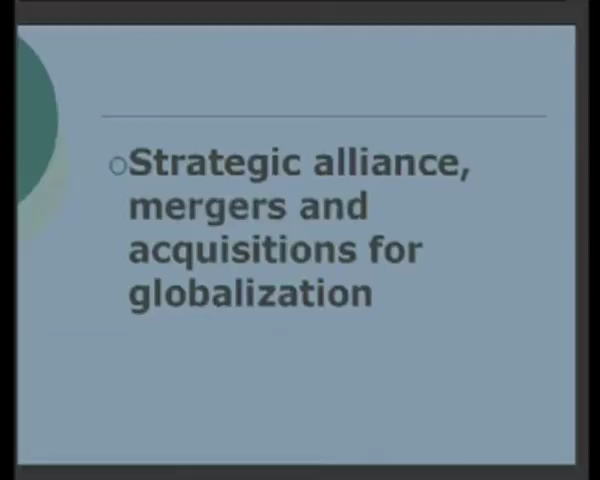 Strategic alliance,
mergers and
acquisitions for
globalization